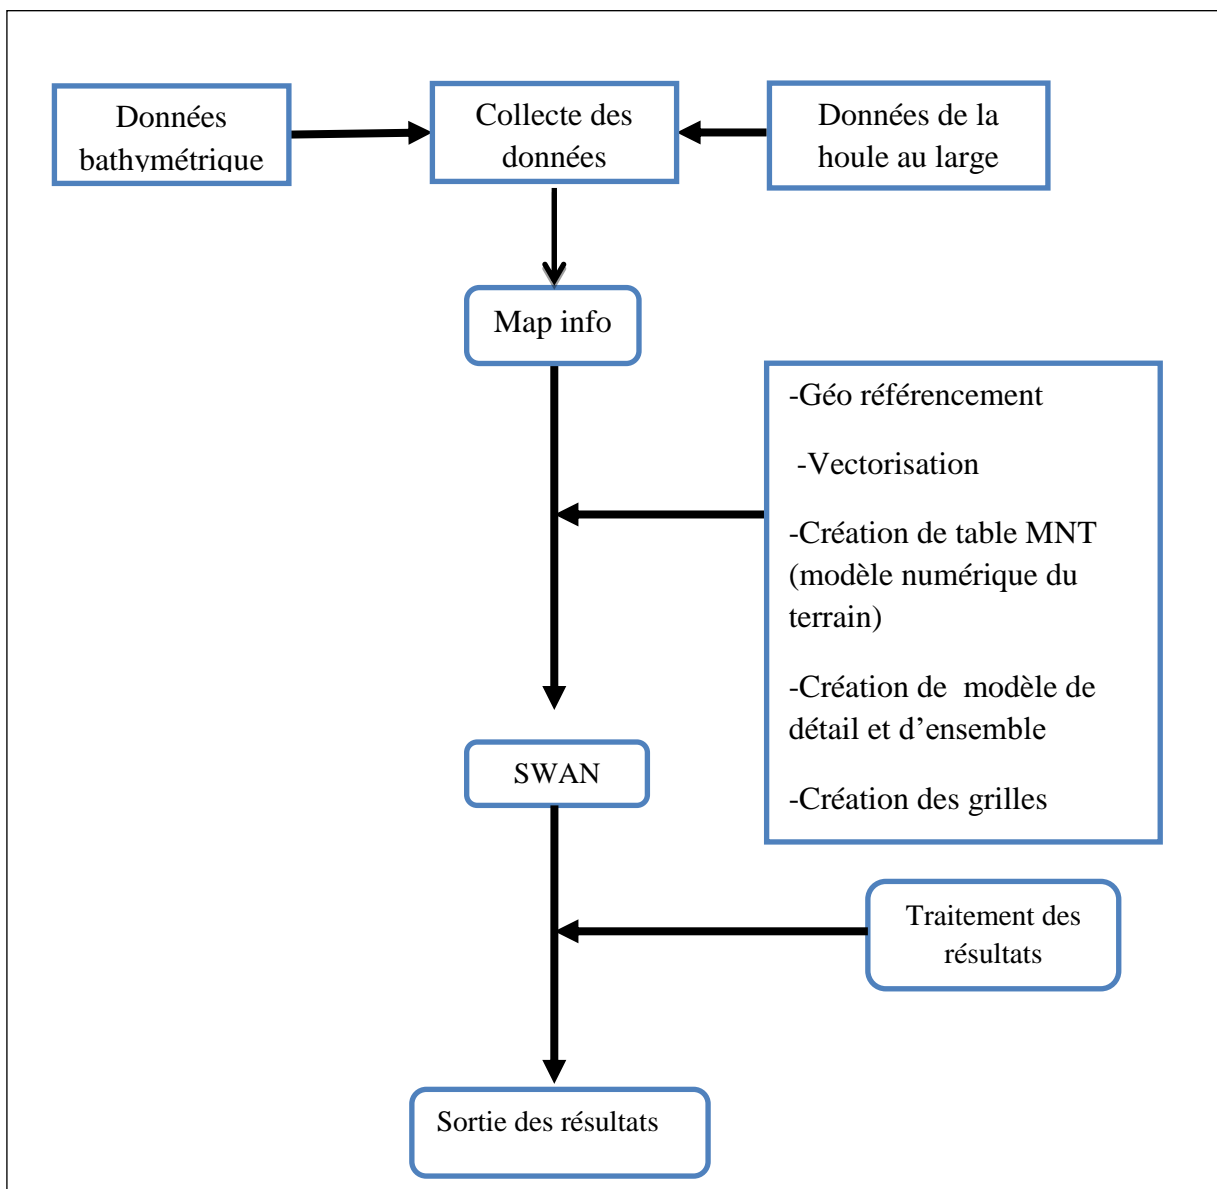 Données
bathymétrique
Collecte des
données
Données de la
houle au large
Map info
-Géo référencement
-Vectorisation
-Création de table MNT
(modèle numérique du
terrain)
-Création de  modèle de
détail et d’ensemble
-Création des grilles
SWAN
Traitement des
résultats
Sortie des résultats